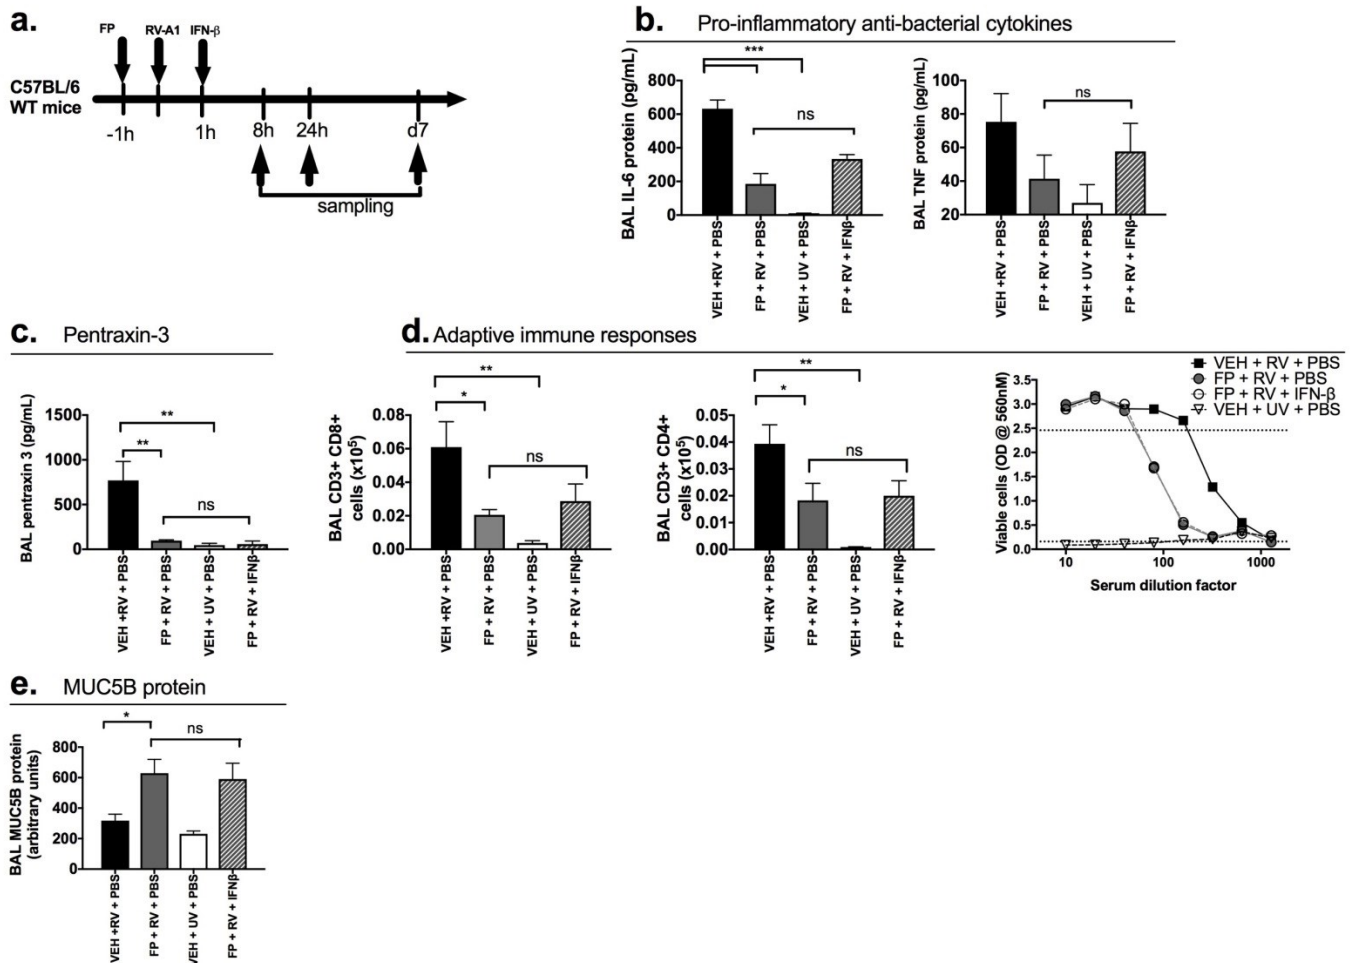 a.
FP
RV-A1
IFN-β
C57BL/6
WT mice
-1h
1h
8h
24h
d7
sampling
b.
Pro-inflammatory anti-bacterial cytokines
BAL IL-6 protein (pg/mL)
800
600
400
200
0
***
ns
VEH +RV + PBS
FP + RV + PBS
VEH + UV + PBS
FP + RV + IFNβ
BAL TNF protein (pg/mL)
100
80
60
40
20
ns
VEH +RV + PBS
FP + RV + PBS
VEH + UV + PBS
FP + RV + IFNβ
c.
Pentraxin-3
BAL pentraxin 3 (pg/mL)
1500
1000
500
0
**
**
ns
VEH +RV + PBS
FP + RV + PBS
VEH + UV + PBS
FP + RV + IFNβ
d.
Adaptive immune responses
BAL CD3+ CD8+
cells (x10⁵)
0.08
0.06
0.04
0.02
0.00
**
*
ns
VEH +RV + PBS
FP + RV + PBS
VEH + UV + PBS
FP + RV + IFNβ
BAL CD3+ CD4+
cells (x10⁵)
0.05
0.04
0.03
0.02
0.01
0.00
**
*
ns
VEH +RV + PBS
FP + RV + PBS
VEH + UV + PBS
FP + RV + IFNβ
VEH + RV + PBS
FP + RV + PBS
FP + RV + IFN-β
VEH + UV + PBS
Viable cells (OD @ 560nM)
3.5
3.0
2.5
2.0
1.5
1.0
0.5
0.0
10
100
1000
Serum dilution factor
e.
MUC5B protein
BAL MUC5B protein
(arbitrary units)
800
600
400
200
0
*
ns
VEH +RV + PBS
FP + RV + PBS
VEH + UV + PBS
FP + RV + IFNβ